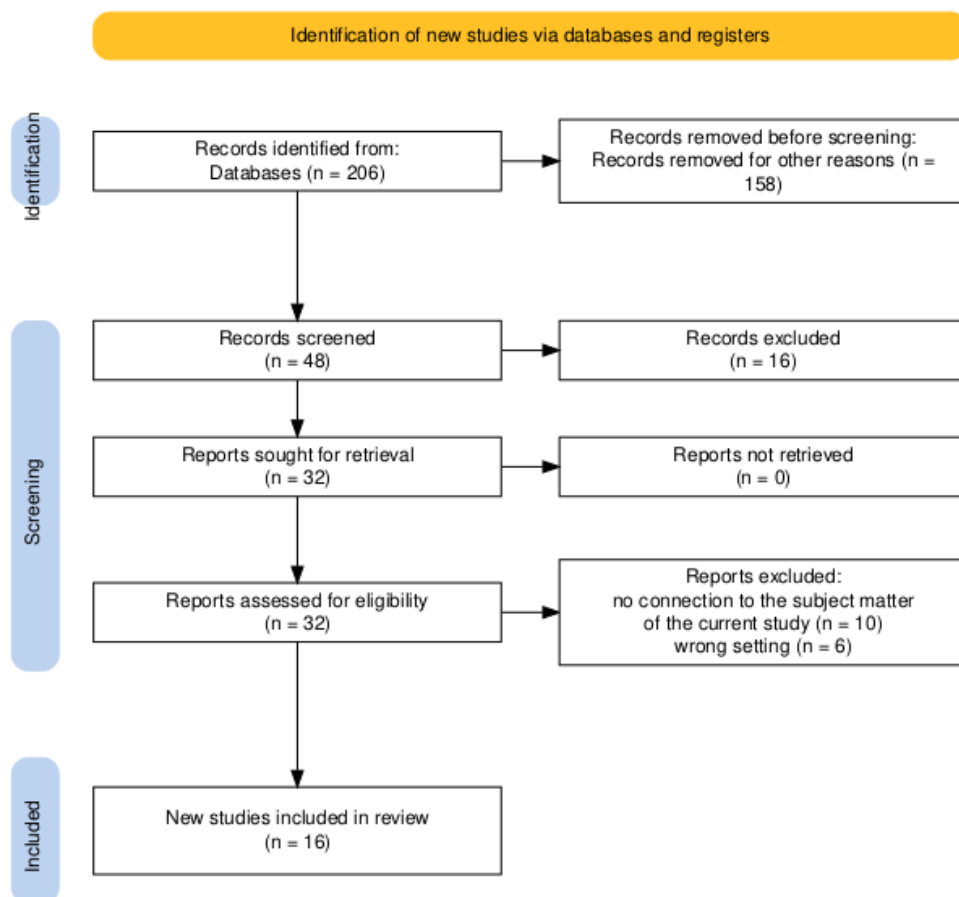 Identification of new studies via databases and registers
Identification
Records identified from:
Databases (n = 206)
Records removed before screening:
Records removed for other reasons (n =
158)
Screening
Records screened
(n = 48)
Records excluded
(n = 16)
Reports sought for retrieval
(n = 32)
Reports not retrieved
(n = 0)
Reports assessed for eligibility
(n = 32)
Reports excluded:
no connection to the subject matter
of the current study (n = 10)
wrong setting (n = 6)
Included
New studies included in review
(n = 16)